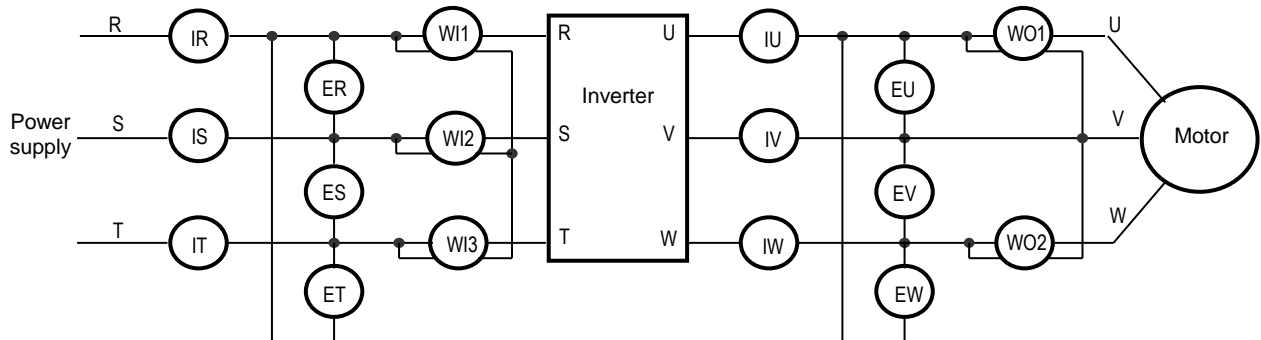 R IR WI1 R U IU WO1 U
ER EU
Inverter
Power
supply
S IS WI2 S V IV V Motor
ES EV
T IT WI3 T W IW WO2 W
ET EW